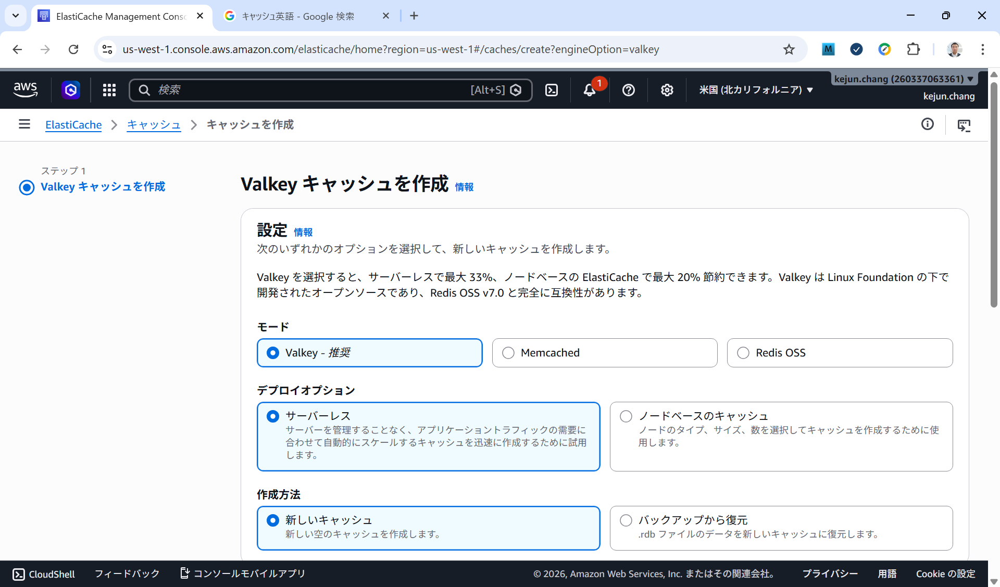 ElastiCache Management Conso
キャッシュ英語 - Google 検索
us-west-1.console.aws.amazon.com/elasticache/home?region=us-west-1#/caches/create?engineOption=valkey
M
aws
検索
[Alt+S]
1
米国 (北カリフォルニア) ▼
kejun.chang (260337063361) ▼
kejun.chang
ElastiCache
キャッシュ
キャッシュを作成
ステップ 1
Valkey キャッシュを作成
Valkey キャッシュを作成 情報
設定 情報
次のいずれかのオプションを選択して、新しいキャッシュを作成します。
Valkey を選択すると、サーバーレスで最大 33%、ノードベースの ElastiCache で最大 20% 節約できます。Valkey は Linux Foundation の下で
開発されたオープンソースであり、Redis OSS v7.0 と完全に互換性があります。
モード
Valkey - 推奨
Memcached
Redis OSS
デプロイオプション
サーバーレス
サーバーを管理することなく、アプリケーショントラフィックの需要に
合わせて自動的にスケールするキャッシュを迅速に作成するために試用
します。
ノードベースのキャッシュ
ノードのタイプ、サイズ、数を選択してキャッシュを作成するために使
用します。
作成方法
新しいキャッシュ
新しい空のキャッシュを作成します。
バックアップから復元
.rdb ファイルのデータを新しいキャッシュに復元します。
CloudShell
フィードバック
コンソールモバイルアプリ
© 2026, Amazon Web Services, Inc. またはその関連会社。
プライバシー
用語
Cookie の設定